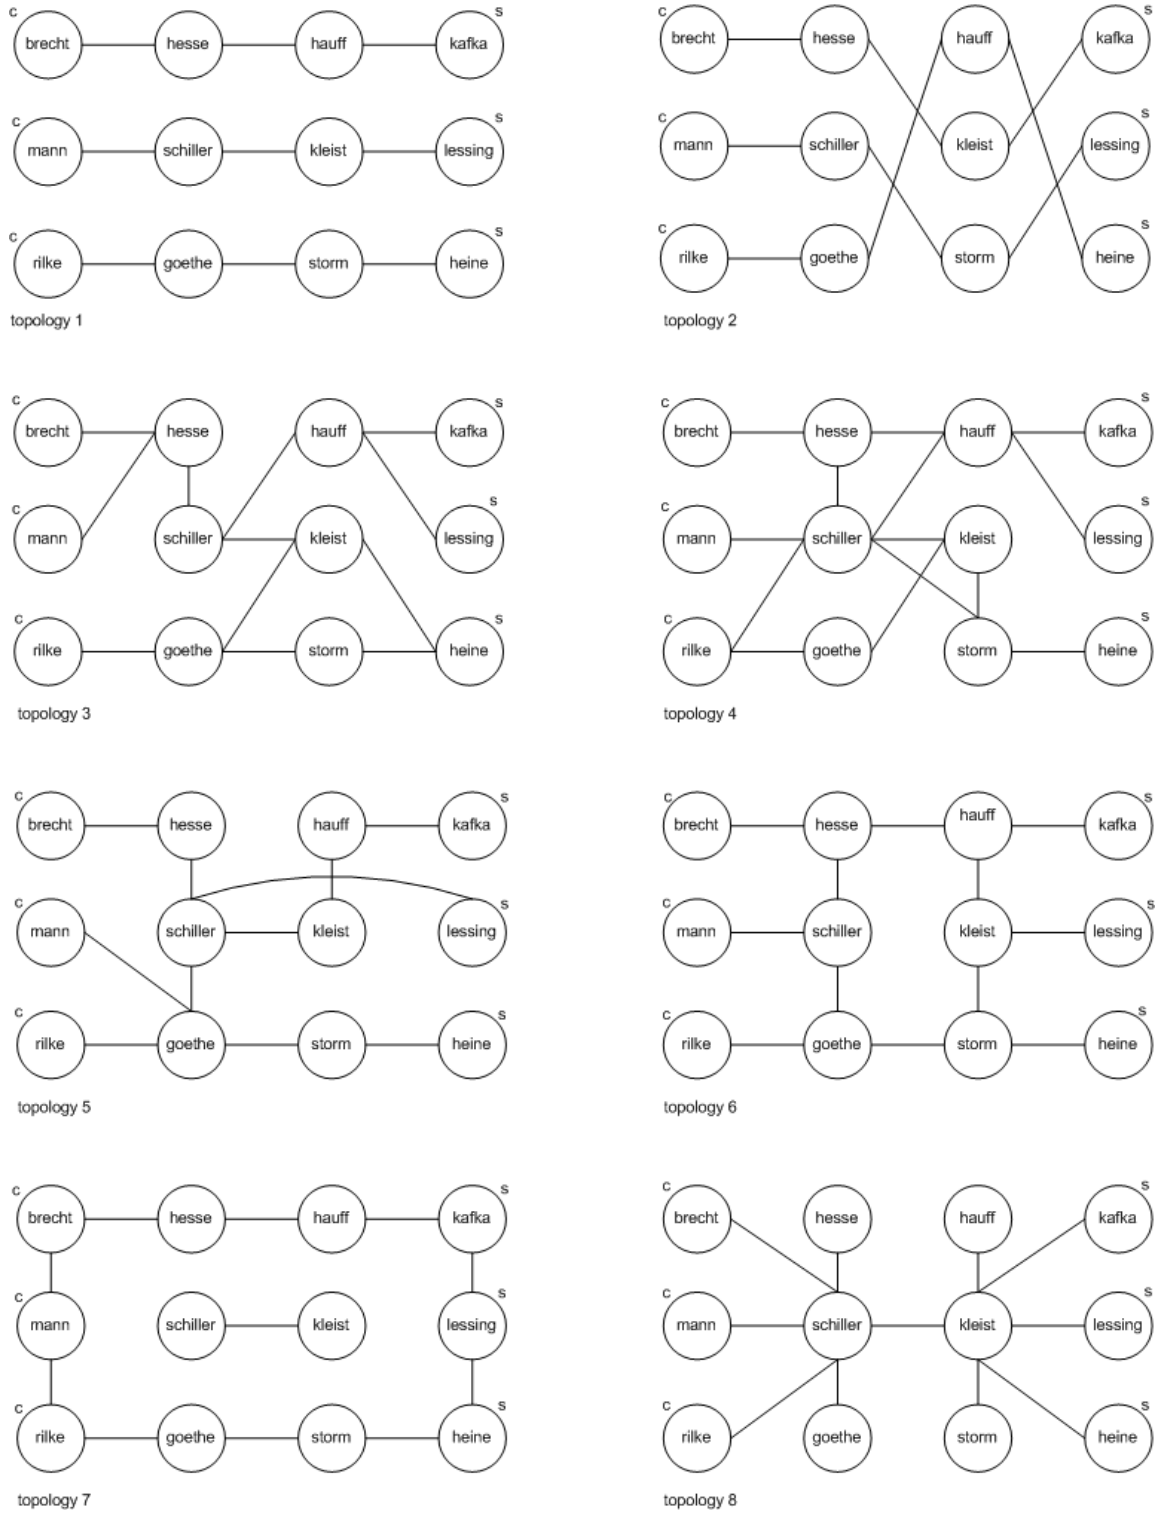 c s c s
brecht hesse hauff kafka brecht hesse hauff kafka
c s c s
mann schiller kleist lessing mann schiller kleist lessing
c s c s
rilke goethe storm heine rilke goethe storm heine
topology 1 topology 2
c s c s
brecht hesse hauff kafka brecht hesse hauff kafka
c s c s
mann schiller kleist lessing mann schiller kleist lessing
c s c s
rilke goethe storm heine rilke goethe storm heine
topology 3 topology 4
c s c s
brecht hesse hauff kafka brecht hesse hauff kafka
c s c s
mann schiller kleist lessing mann schiller kleist lessing
c s c s
rilke goethe storm heine rilke goethe storm heine
topology 5 topology 6
c s c s
brecht hesse hauff kafka brecht hesse hauff kafka
c s c s
mann schiller kleist lessing mann schiller kleist lessing
c s c s
rilke goethe storm heine rilke goethe storm heine
topology 7 topology 8